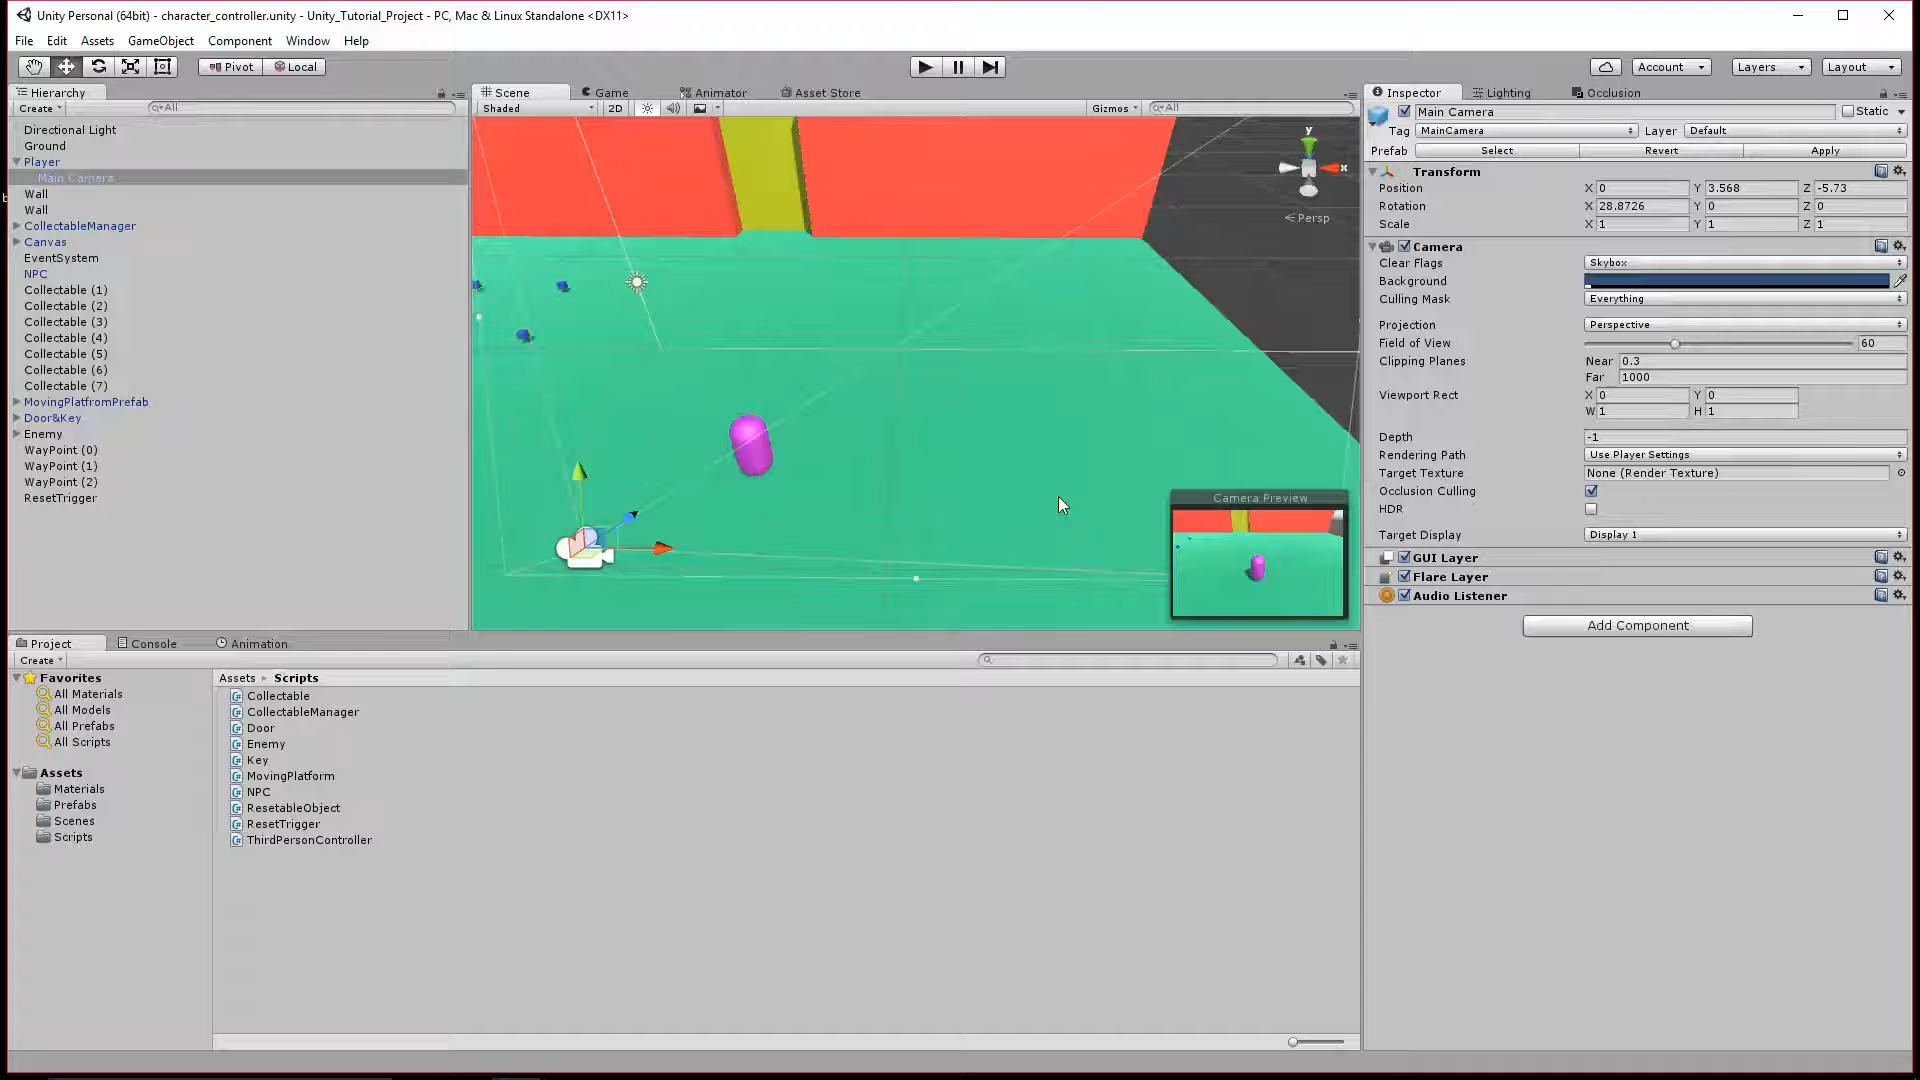 Unity Personal (64bit) - character_controller.unity - Unity_Tutorial_Project - PC, Mac & Linux Standalone <DX11>
File Edit Assets GameObject Component Window Help
Pivot Local Account Layers Layout
Hierarchy
Create All
Directional Light
Ground
Player
Main Camera
Wall
Wall
CollectableManager
Canvas
EventSystem
NPC
Collectable (1)
Collectable (2)
Collectable (3)
Collectable (4)
Collectable (5)
Collectable (6)
Collectable (7)
MovingPlatfromPrefab
Door&Key
Enemy
WayPoint (0)
WayPoint (1)
WayPoint (2)
ResetTrigger
Scene Game Animator Asset Store
Shaded 2D Gizmos All
y
x
Persp
Camera Preview
Inspector Lighting Occlusion
Main Camera Static
Tag MainCamera Layer Default
Prefab Select Revert Apply
Transform
Position X 0 Y 3.568 Z -5.73
Rotation X 28.8726 Y 0 Z 0
Scale X 1 Y 1 Z 1
Camera
Clear Flags Skybox
Background
Culling Mask Everything
Projection Perspective
Field of View 60
Clipping Planes Near 0.3
Far 1000
Viewport Rect X 0 Y 0
W 1 H 1
Depth -1
Rendering Path Use Player Settings
Target Texture None (Render Texture)
Occlusion Culling
HDR
Target Display Display 1
GUI Layer
Flare Layer
Audio Listener
Add Component
Project Console Animation
Create
Favorites
All Materials
All Models
All Prefabs
All Scripts
Assets
Materials
Prefabs
Scenes
Scripts
Assets Scripts
Collectable
CollectableManager
Door
Enemy
Key
MovingPlatform
NPC
ResetableObject
ResetTrigger
ThirdPersonController